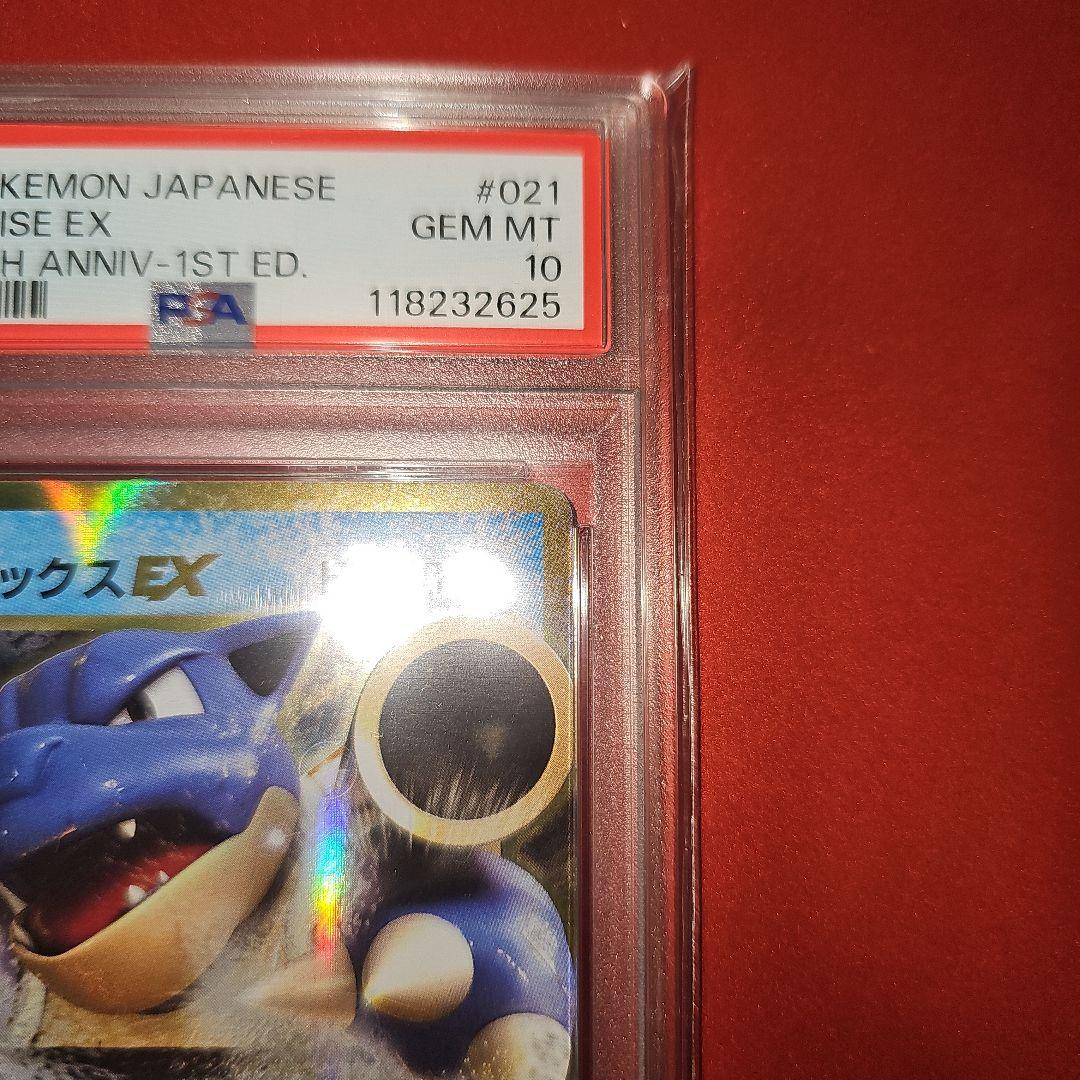 KEMON JAPANESE #021
ISE EX GEM MT
H ANNIV-1ST ED. 10
PSA 118232625
ックスEX